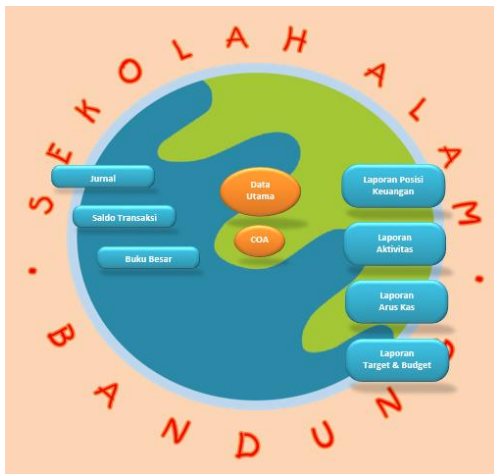 SEKOLAH ALAM
Jurnal
Saldo Transaksi
Buku Besar
Data
Utama
COA
Laporan Posisi
Keuangan
Laporan
Aktivitas
Laporan
Arus Kas
Laporan
Target & Budget
· BANDUN ·